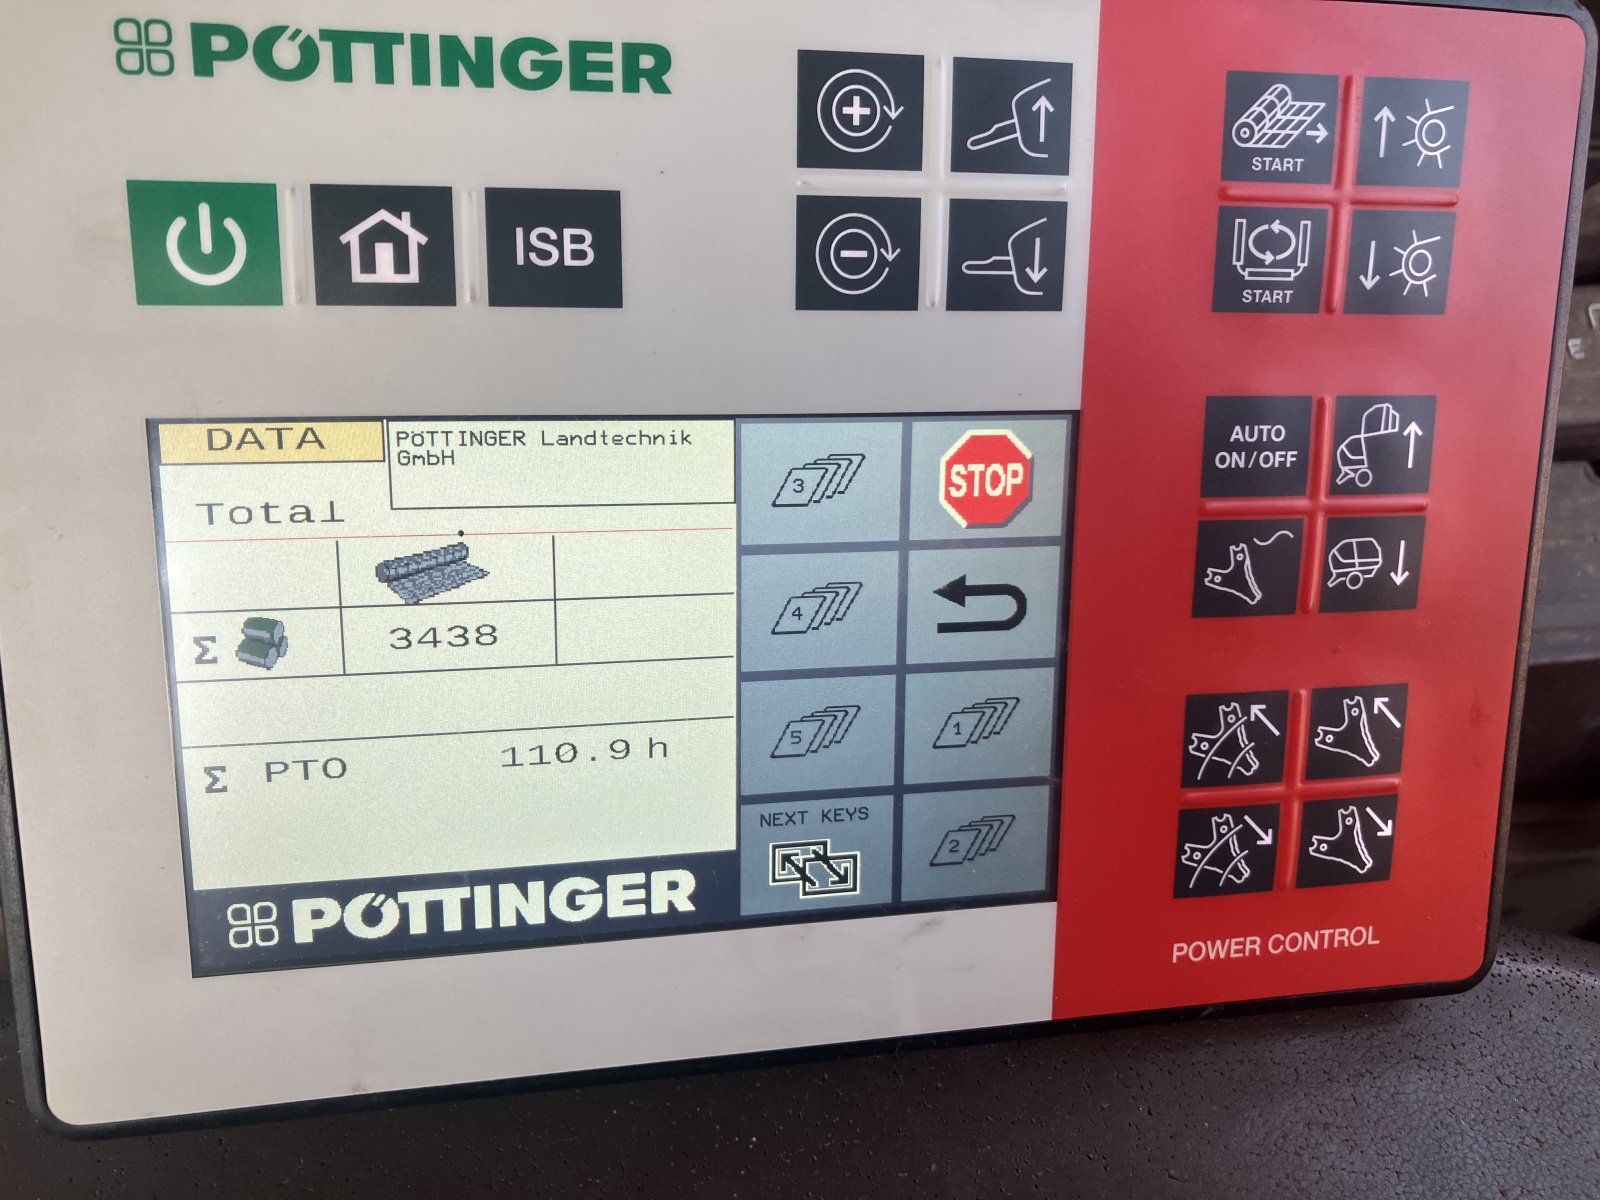 PÖTTINGER
ISB
START
START
DATA
PöTTINGER Landtechnik
GmbH
Total
Σ 3438
Σ PTO 110.9 h
PÖTTINGER
3
STOP
4
5
1
NEXT KEYS
2
AUTO
ON/OFF
POWER CONTROL
E